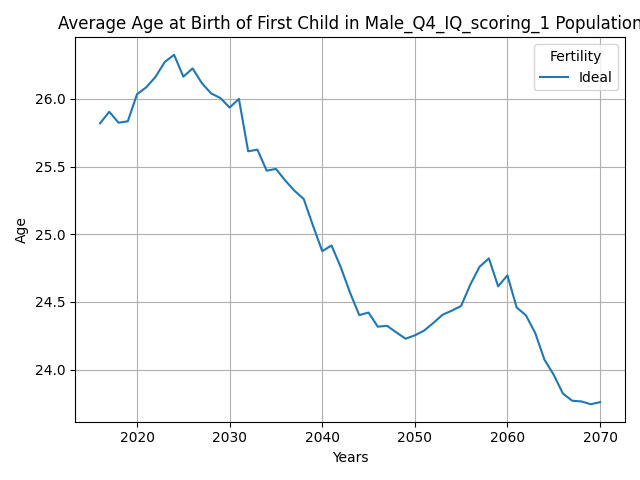 Average Age at Birth of First Child in Male_Q4_IQ_scoring_1 Population
Fertility
Ideal
26.0
25.5
25.0
24.5
24.0
Age
2020 2030 2040 2050 2060 2070
Years